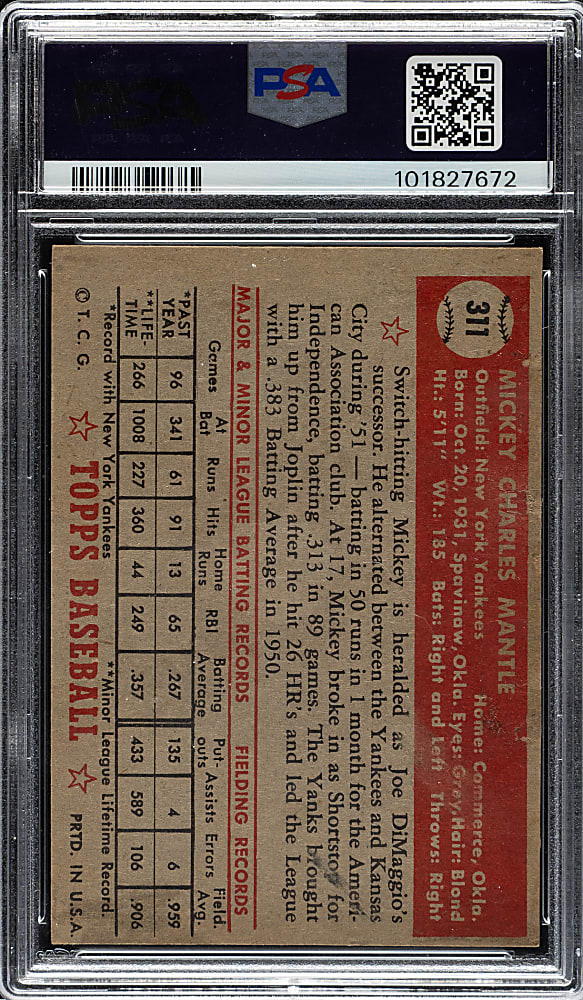 PSA
PSA
101827672
311
MICKEY CHARLES MANTLE
Outfield: New York Yankees Home: Commerce, Okla.
Born: Oct. 20, 1931, Spavinaw, Okla. Eyes: Grey, Hair: Blond
Ht.: 5'11" Wt.: 185 Bats: Right and Left Throws: Right
Switch-hitting Mickey is heralded as Joe DiMaggio's
successor. He alternated between the Yankees and Kansas
City during '51 — batting in 50 runs in 1 month for the Ameri-
can Association club. At 17, Mickey broke in as Shortstop for
Independence, batting .313 in 89 games. The Yanks brought
him up from Joplin after he hit 26 HR's and led the League
with a .383 Batting Average in 1950.
MAJOR & MINOR LEAGUE BATTING RECORDS FIELDING RECORDS
Games At Bat Runs Hits Home Runs RBI Batting Average Put-outs Assists Errors Field. Avg.
*PAST YEAR 96 341 61 91 13 65 .267 135 4 6 .959
**LIFE-TIME 266 1008 227 360 44 249 .357 433 589 106 .906
*Record with New York Yankees **Minor League Lifetime Record.
© T. C. G. TOPPS BASEBALL PRTD. IN U.S.A.